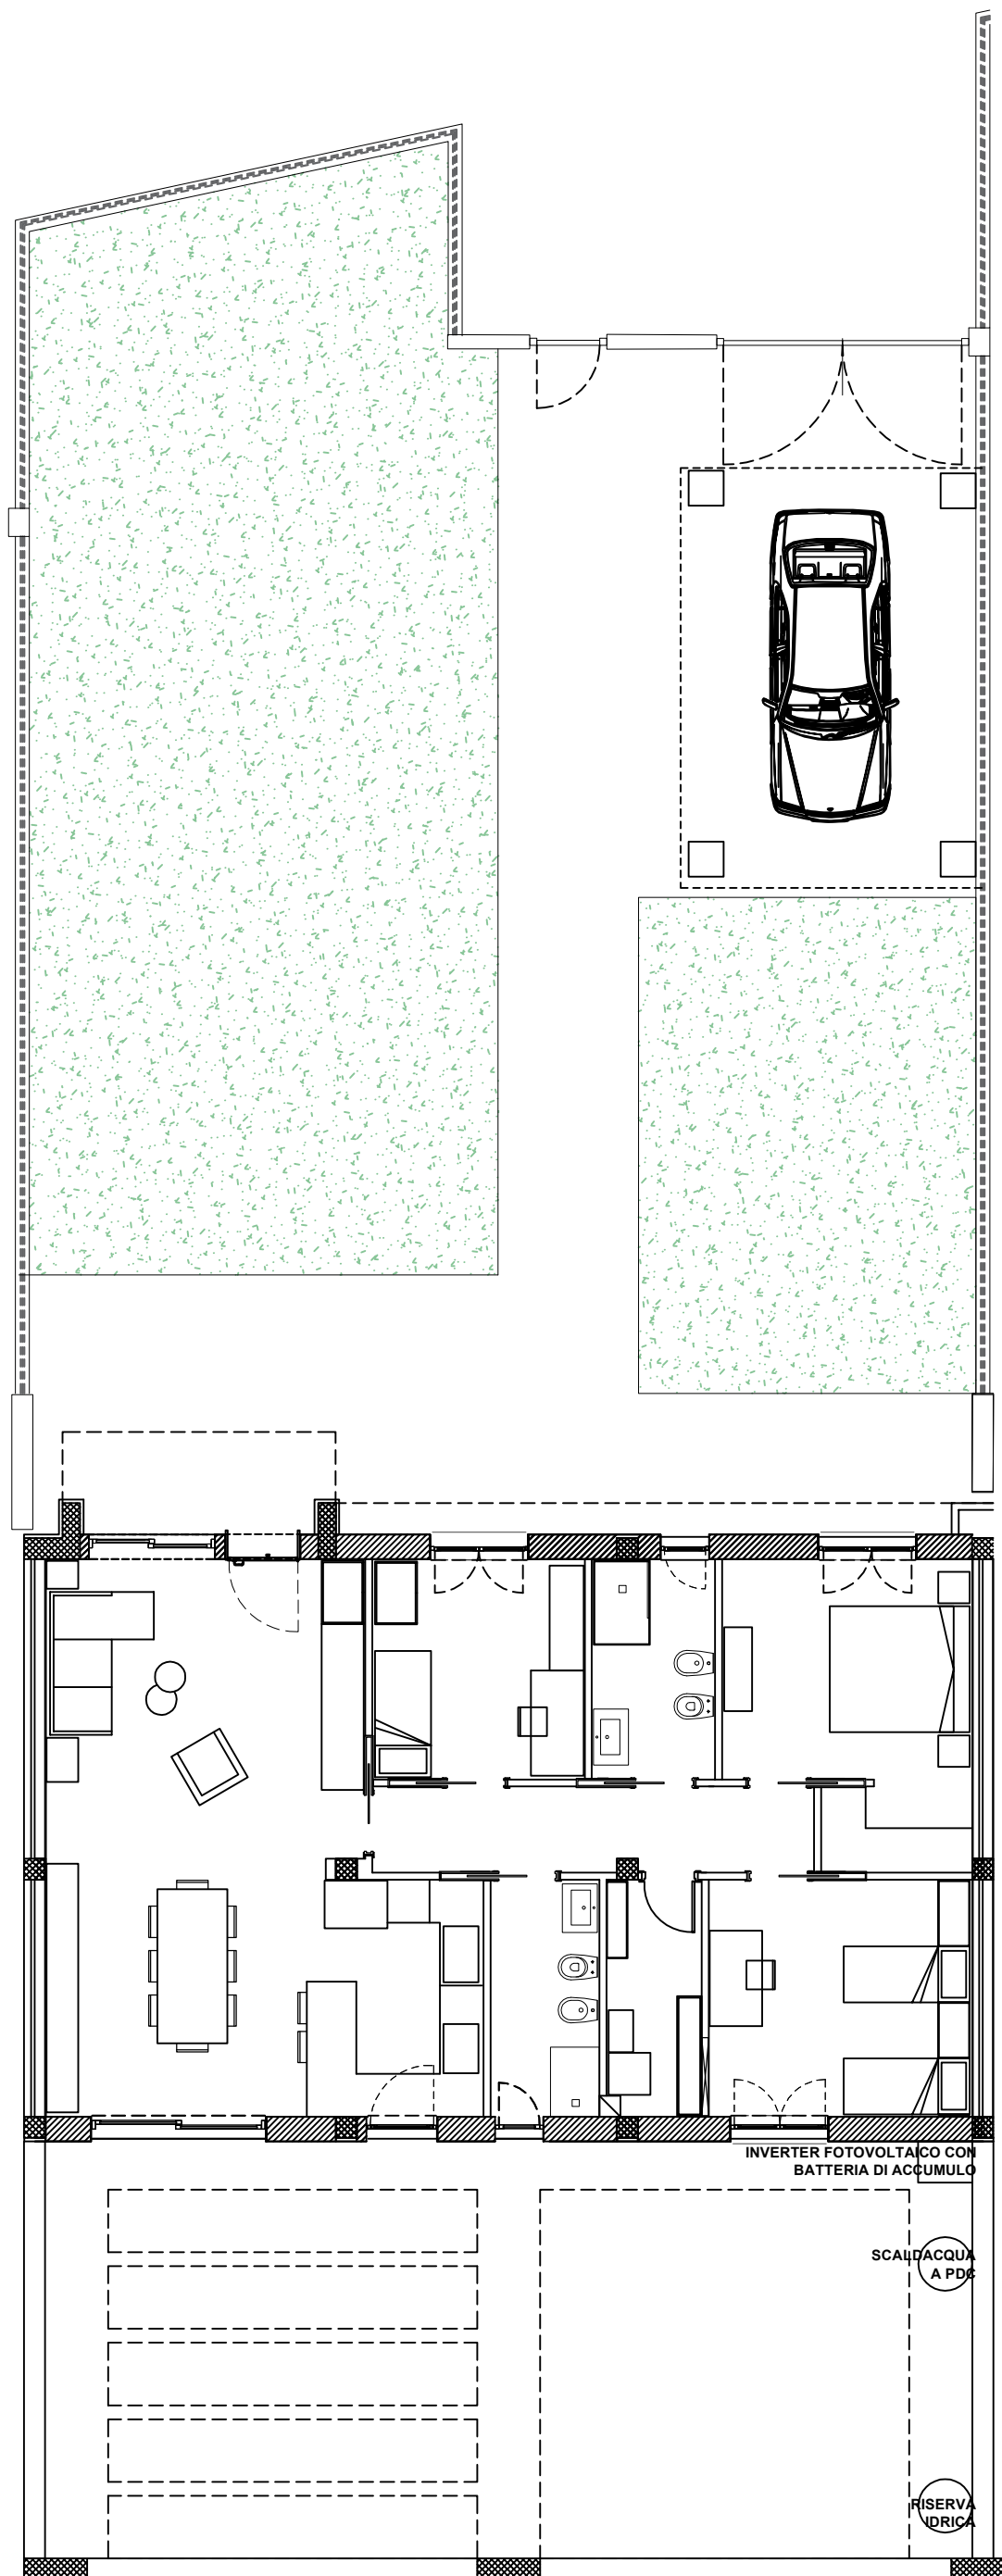 INVERTER FOTOVOLTAICO CON
BATTERIA DI ACCUMULO
SCALDACQUA
A PDC
RISERVA
IDRICA